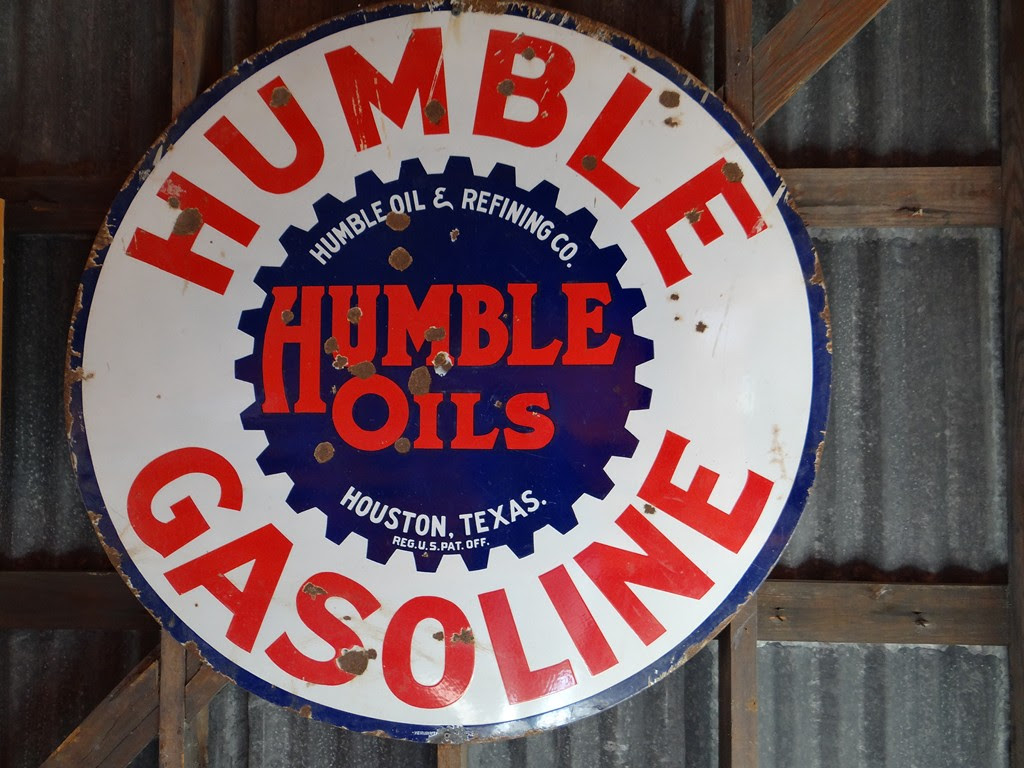 HUMBLE
HUMBLE OIL & REFINING CO.
HUMBLE
OILS
HOUSTON, TEXAS.
REG. U.S. PAT. OFF.
GASOLINE